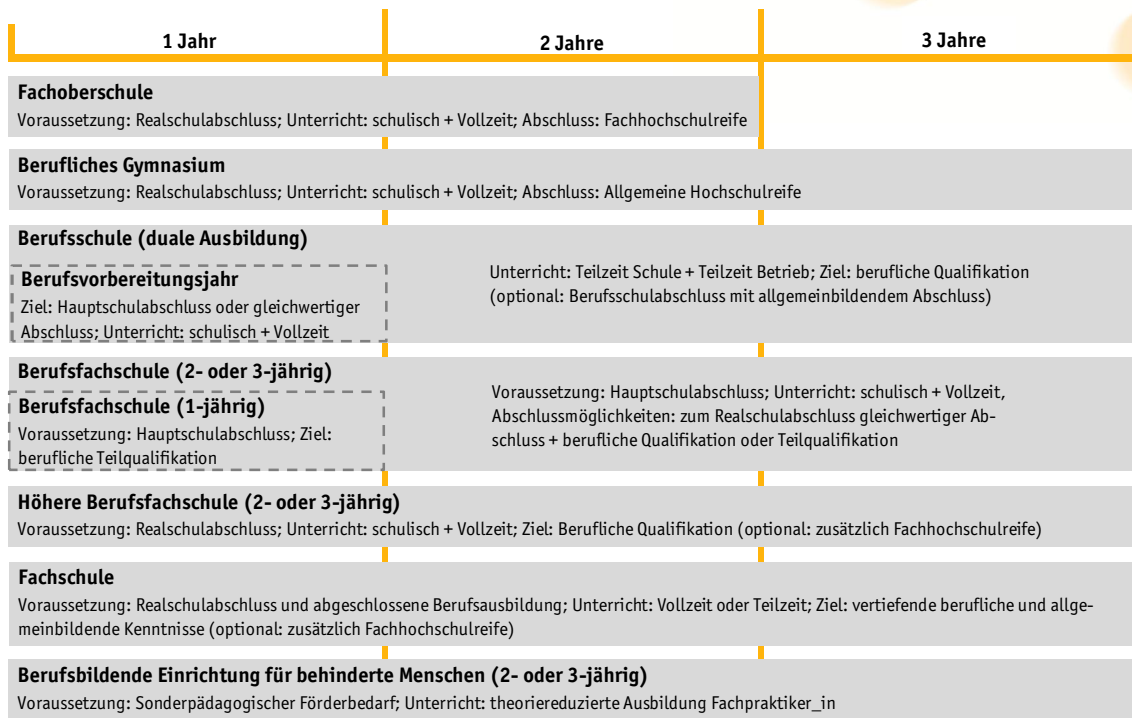 1 Jahr
2 Jahre
3 Jahre
Fachoberschule
Voraussetzung: Realschulabschluss; Unterricht: schulisch + Vollzeit; Abschluss: Fachhochschulreife
Berufliches Gymnasium
Voraussetzung: Realschulabschluss; Unterricht: schulisch + Vollzeit; Abschluss: Allgemeine Hochschulreife
Berufsschule (duale Ausbildung)
Berufsvorbereitungsjahr
Ziel: Hauptschulabschluss oder gleichwertiger
Abschluss; Unterricht: schulisch + Vollzeit
Unterricht: Teilzeit Schule + Teilzeit Betrieb; Ziel: berufliche Qualifikation
(optional: Berufsschulabschluss mit allgemeinbildendem Abschluss)
Berufsfachschule (2- oder 3-jährig)
Berufsfachschule (1-jährig)
Voraussetzung: Hauptschulabschluss; Ziel:
berufliche Teilqualifikation
Voraussetzung: Hauptschulabschluss; Unterricht: schulisch + Vollzeit,
Abschlussmöglichkeiten: zum Realschulabschluss gleichwertiger Ab-
schluss + berufliche Qualifikation oder Teilqualifikation
Höhere Berufsfachschule (2- oder 3-jährig)
Voraussetzung: Realschulabschluss; Unterricht: schulisch + Vollzeit; Ziel: Berufliche Qualifikation (optional: zusätzlich Fachhochschulreife)
Fachschule
Voraussetzung: Realschulabschluss und abgeschlossene Berufsausbildung; Unterricht: Vollzeit oder Teilzeit; Ziel: vertiefende berufliche und allge-
meinbildende Kenntnisse (optional: zusätzlich Fachhochschulreife)
Berufsbildende Einrichtung für behinderte Menschen (2- oder 3-jährig)
Voraussetzung: Sonderpädagogischer Förderbedarf; Unterricht: theoriereduzierte Ausbildung Fachpraktiker_in